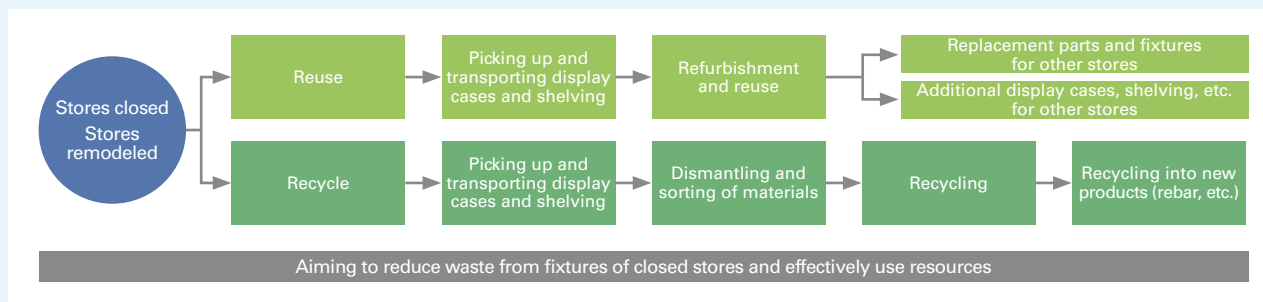 Stores closed
Stores
remodeled
Reuse
Picking up and
transporting display
cases and shelving
Refurbishment
and reuse
Replacement parts and fixtures
for other stores
Additional display cases, shelving, etc.
for other stores
Recycle
Picking up and
transporting display
cases and shelving
Dismantling and
sorting of materials
Recycling
Recycling into new
products (rebar, etc.)
Aiming to reduce waste from fixtures of closed stores and effectively use resources